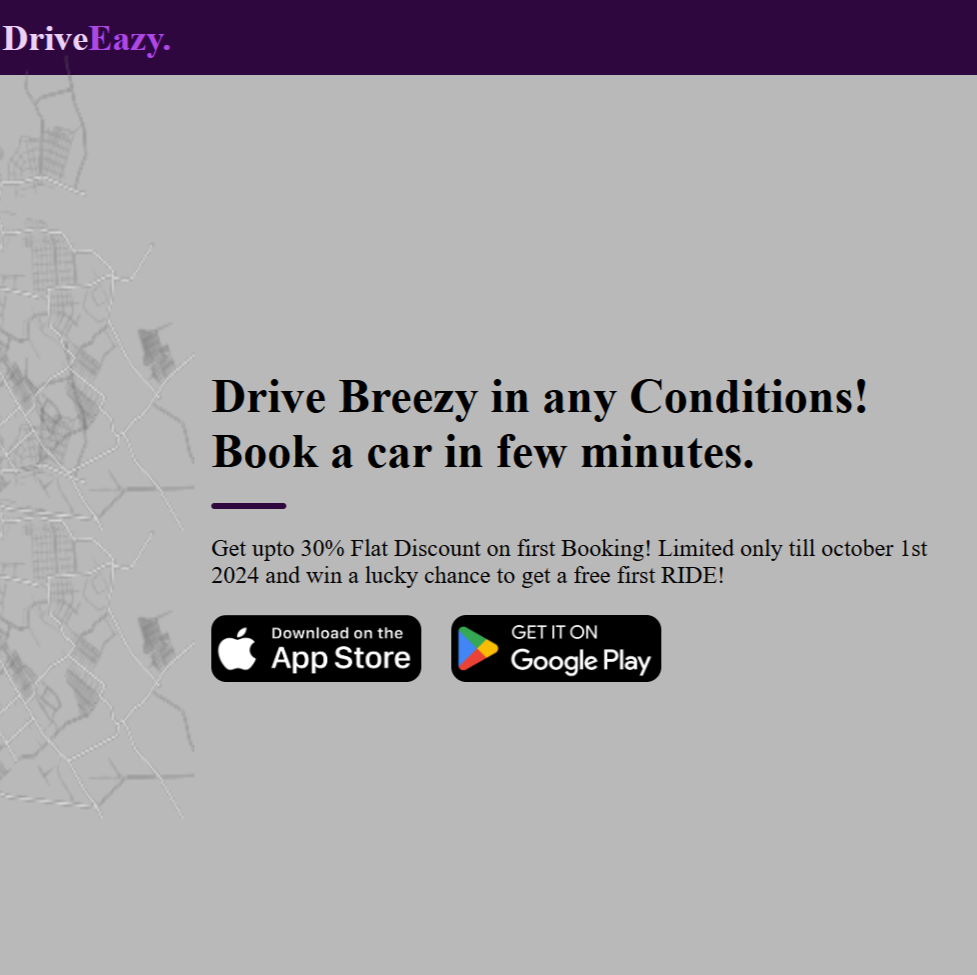 DriveEazy.
Drive Breezy in any Conditions!
Book a car in few minutes.
Get upto 30% Flat Discount on first Booking! Limited only till october 1st
2024 and win a lucky chance to get a free first RIDE!
Download on the
App Store
GET IT ON
Google Play